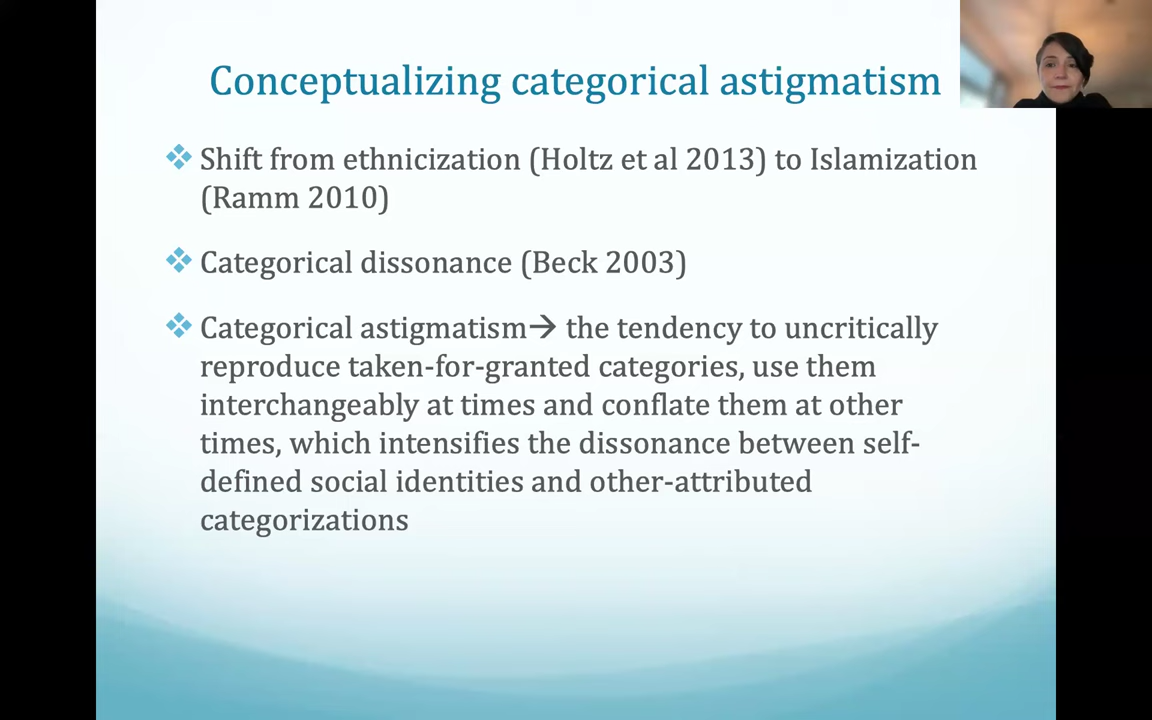 Conceptualizing categorical astigmatism
❖ Shift from ethnicization (Holtz et al 2013) to Islamization
(Ramm 2010)
❖ Categorical dissonance (Beck 2003)
❖ Categorical astigmatism→ the tendency to uncritically
reproduce taken-for-granted categories, use them
interchangeably at times and conflate them at other
times, which intensifies the dissonance between self-
defined social identities and other-attributed
categorizations